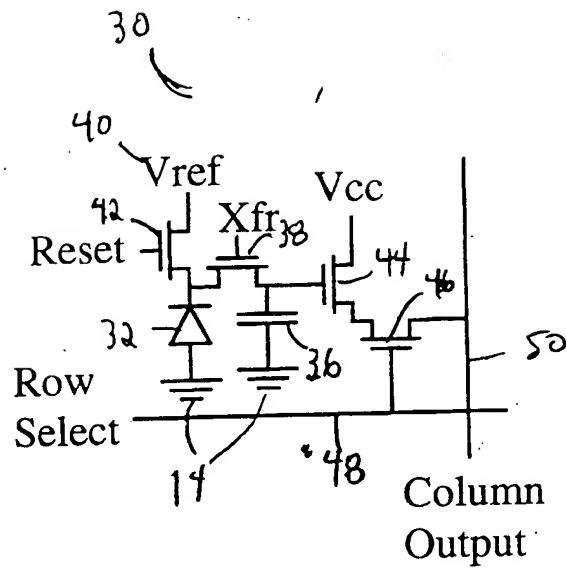 30
40
Vref
Vcc
42
Reset
Xfr
38
44
46
32
36
50
Row
Select
14
48
Column
Output